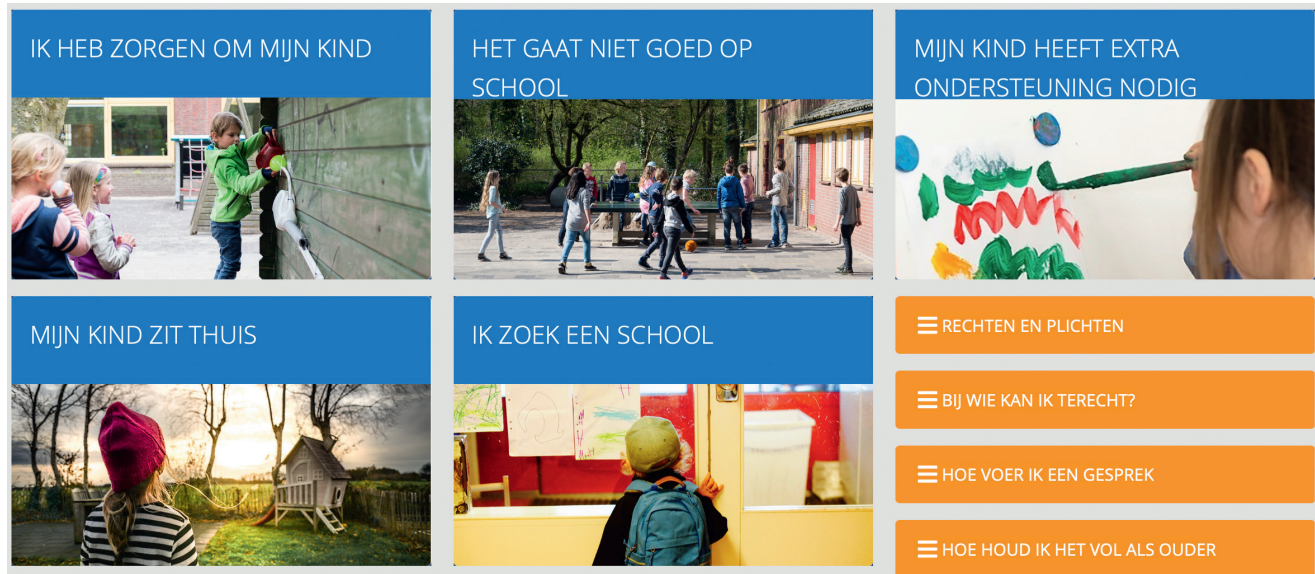 IK HEB ZORGEN OM MIJN KIND
HET GAAT NIET GOED OP
SCHOOL
MIJN KIND HEEFT EXTRA
ONDERSTEUNING NODIG
MIJN KIND ZIT THUIS
IK ZOEK EEN SCHOOL
RECHTEN EN PLICHTEN
BIJ WIE KAN IK TERECHT?
HOE VOER IK EEN GESPREK
HOE HOUD IK HET VOL ALS OUDER